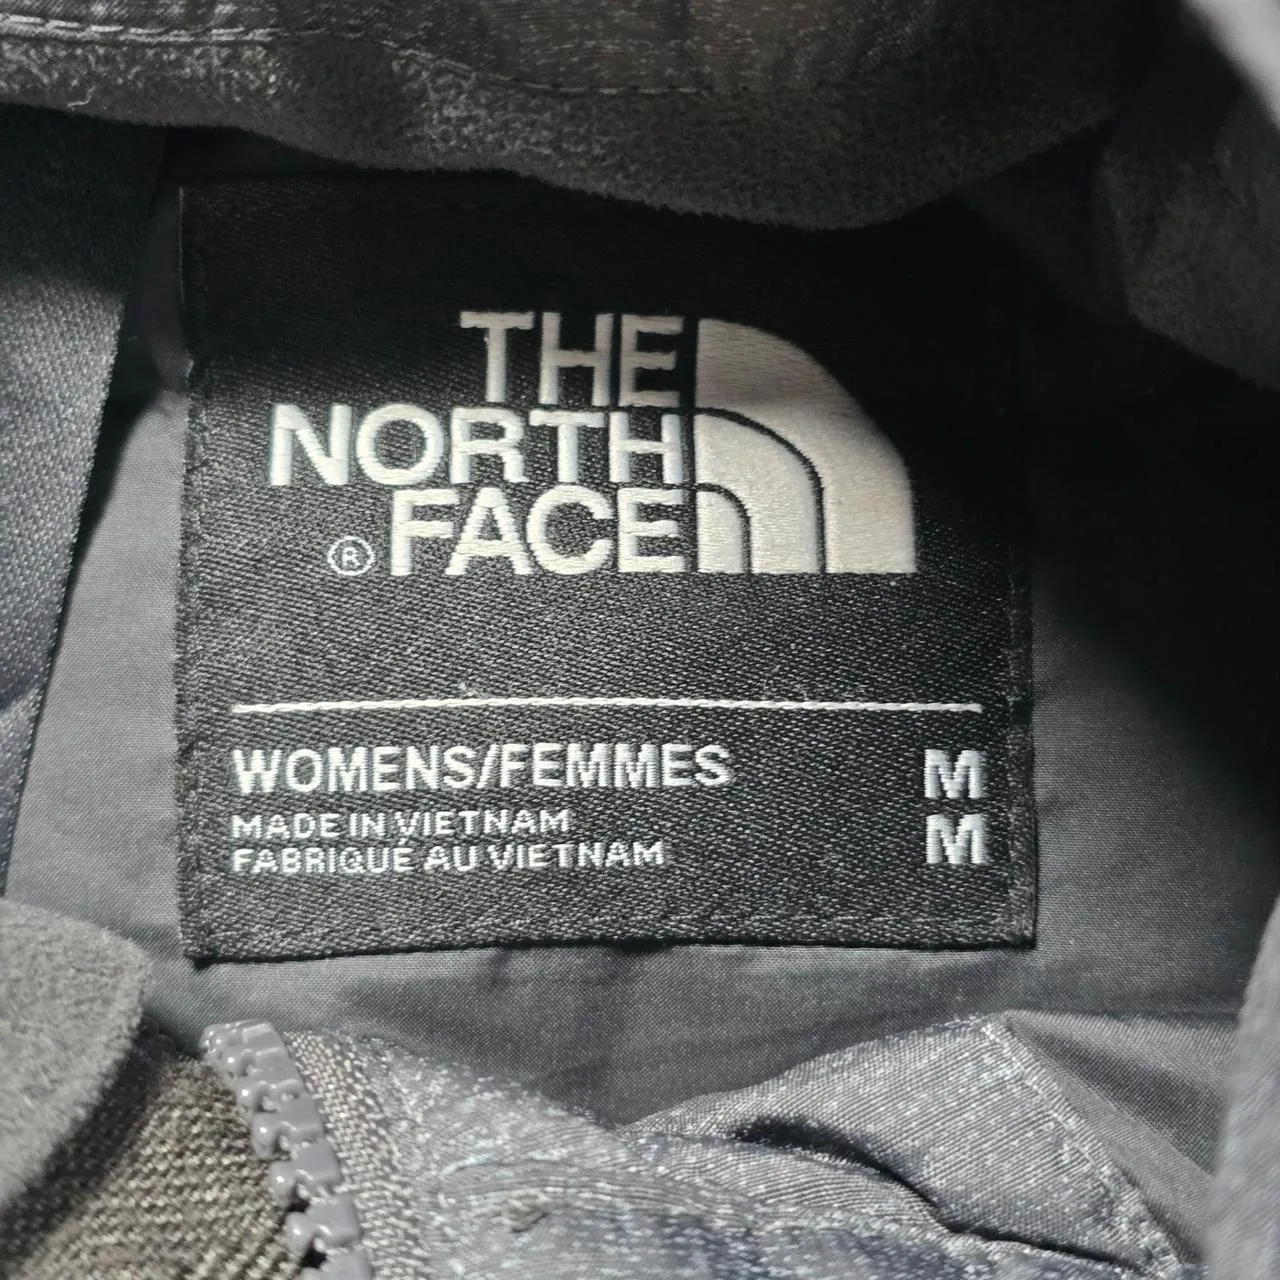 THE
NORTH
® FACE
WOMENS/FEMMES M
MADE IN VIETNAM
FABRIQUÉ AU VIETNAM M